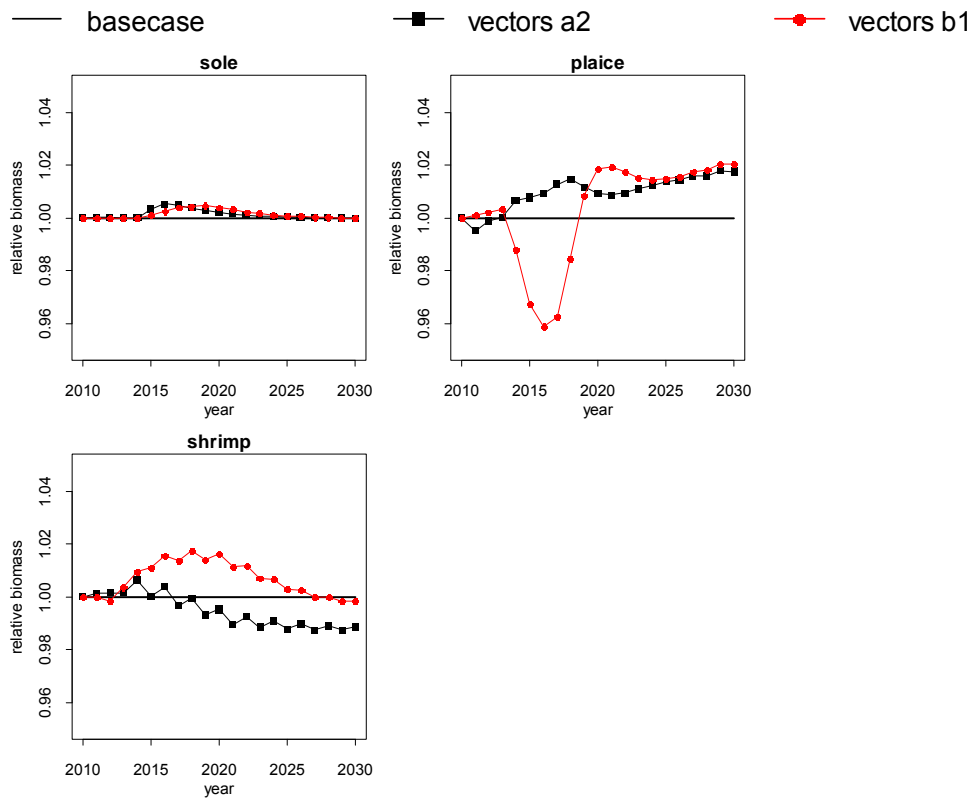 basecase vectors a2 vectors b1
sole
relative biomass
0.96 0.98 1.00 1.02 1.04
2010 2015 2020 2025 2030
year
plaice
relative biomass
0.96 0.98 1.00 1.02 1.04
2010 2015 2020 2025 2030
year
shrimp
relative biomass
0.96 0.98 1.00 1.02 1.04
2010 2015 2020 2025 2030
year